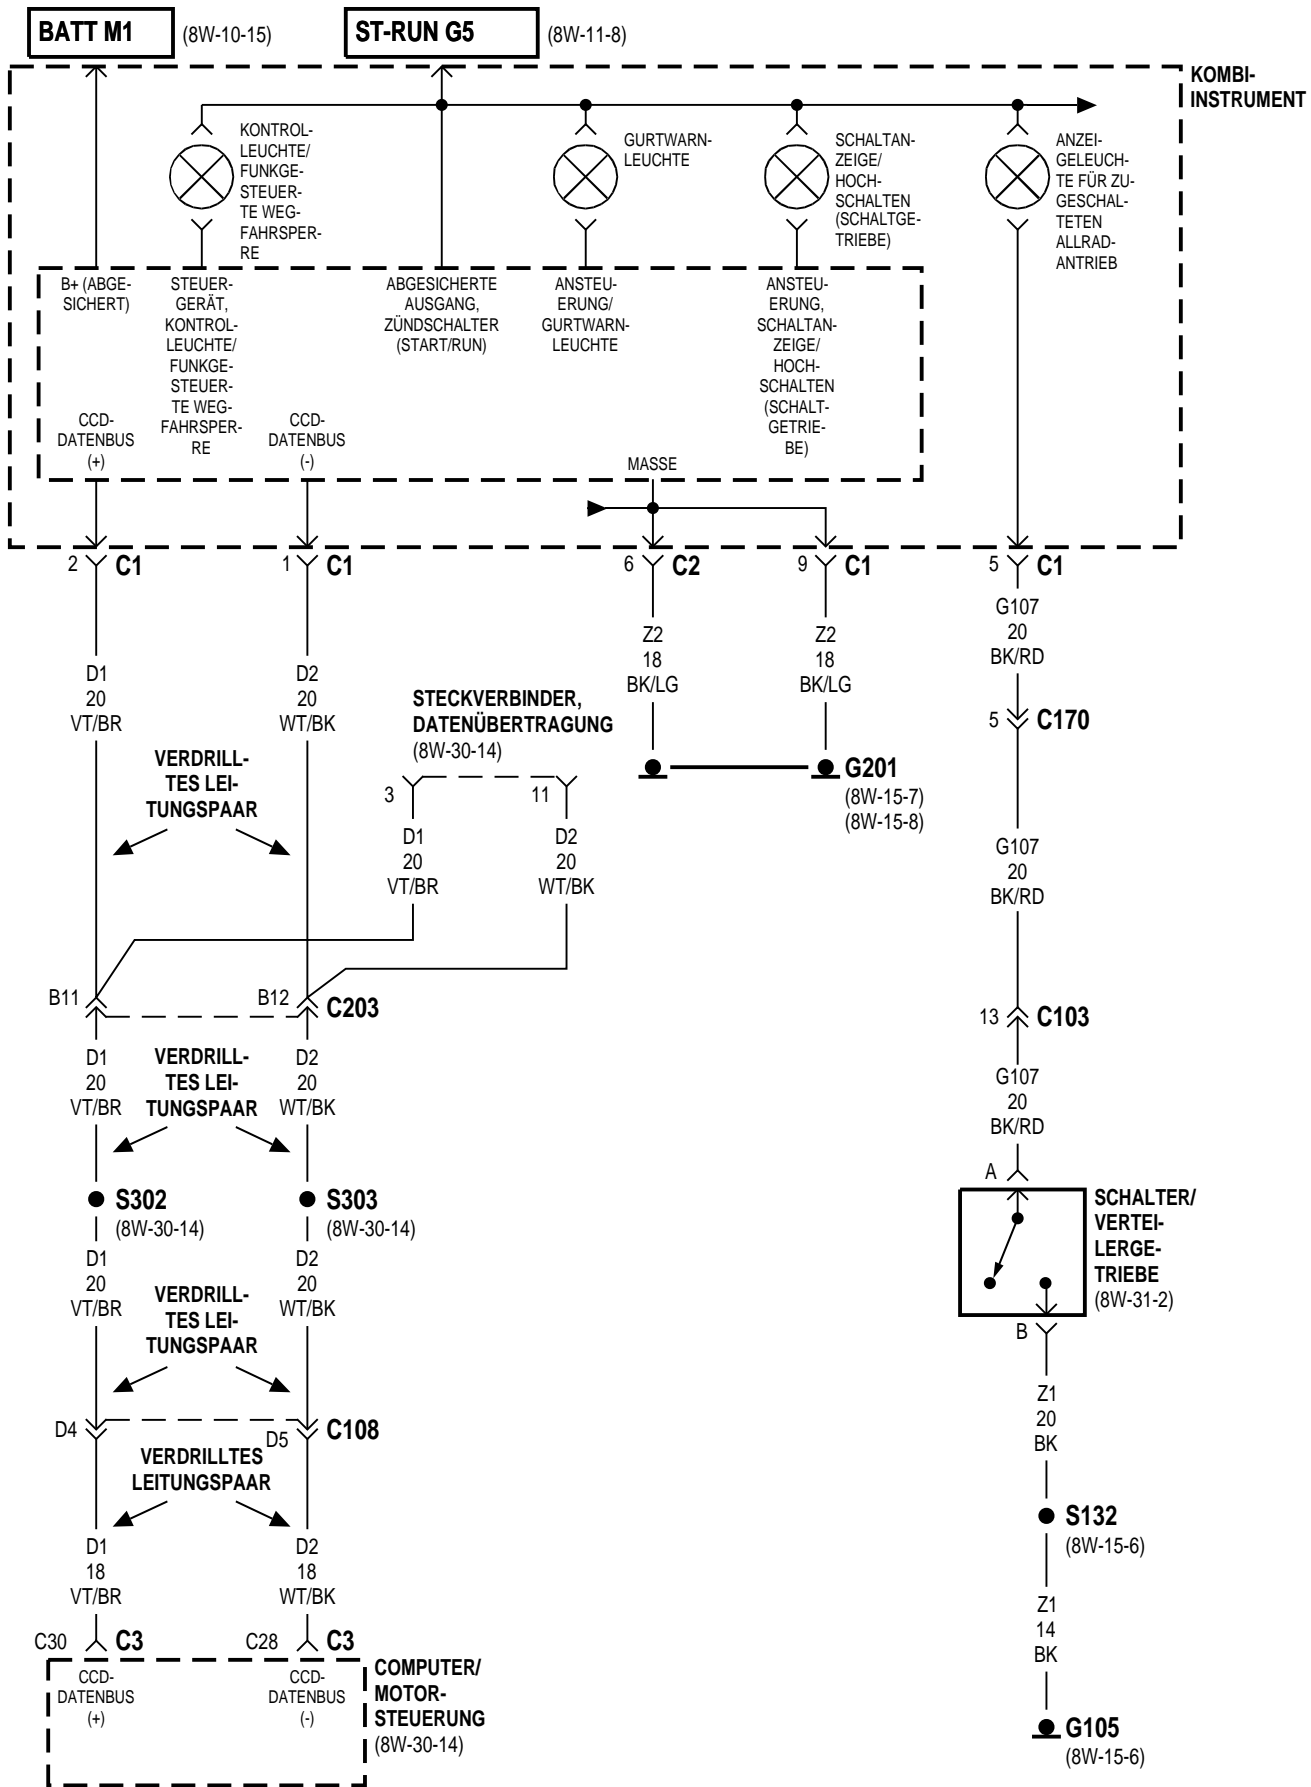 BATT M1
(8W-10-15)
ST-RUN G5
(8W-11-8)
KOMBI-
INSTRUMENT
KONTROL-
LEUCHTE/
FUNKGE-
STEUER-
TE WEG-
FAHRSPER-
RE
GURTWARN-
LEUCHTE
SCHALTAN-
ZEIGE/
HOCH-
SCHALTEN
(SCHALTGE-
TRIEBE)
ANZEI-
GELEUCH-
TE FÜR ZU-
GESCHAL-
TETEN
ALLRAD-
ANTRIEB
B+ (ABGE-
SICHERT)
STEUER-
GERÄT,
KONTROL-
LEUCHTE/
FUNKGE-
STEUER-
TE WEG-
FAHRSPER-
RE
ABGESICHERTE
AUSGANG,
ZÜNDSCHALTER
(START/RUN)
ANSTEU-
ERUNG/
GURTWARN-
LEUCHTE
ANSTEU-
ERUNG,
SCHALTAN-
ZEIGE/
HOCH-
SCHALTEN
(SCHALT-
GETRIE-
BE)
CCD-
DATENBUS
(+)
CCD-
DATENBUS
(-)
MASSE
2 C1
1 C1
6 C2
9 C1
5 C1
D1
20
VT/BR
D2
20
WT/BK
Z2
18
BK/LG
Z2
18
BK/LG
G107
20
BK/RD
STECKVERBINDER,
DATENÜBERTRAGUNG
(8W-30-14)
5 C170
VERDRILL-
TES LEI-
TUNGSPAAR
3
11
G201
(8W-15-7)
(8W-15-8)
D1
20
VT/BR
D2
20
WT/BK
G107
20
BK/RD
B11
B12 C203
13 C103
D1
20
VT/BR
VERDRILL-
TES LEI-
TUNGSPAAR
D2
20
WT/BK
G107
20
BK/RD
A
S302
(8W-30-14)
S303
(8W-30-14)
SCHALTER/
VERTEI-
LERGE-
TRIEBE
(8W-31-2)
D1
20
VT/BR
VERDRILL-
TES LEI-
TUNGSPAAR
D2
20
WT/BK
B
Z1
20
BK
D4
D5 C108
VERDRILLTES
LEITUNGSPAAR
S132
(8W-15-6)
D1
18
VT/BR
D2
18
WT/BK
Z1
14
BK
C30 C3
C28 C3
CCD-
DATENBUS
(+)
CCD-
DATENBUS
(-)
COMPUTER/
MOTOR-
STEUERUNG
(8W-30-14)
G105
(8W-15-6)